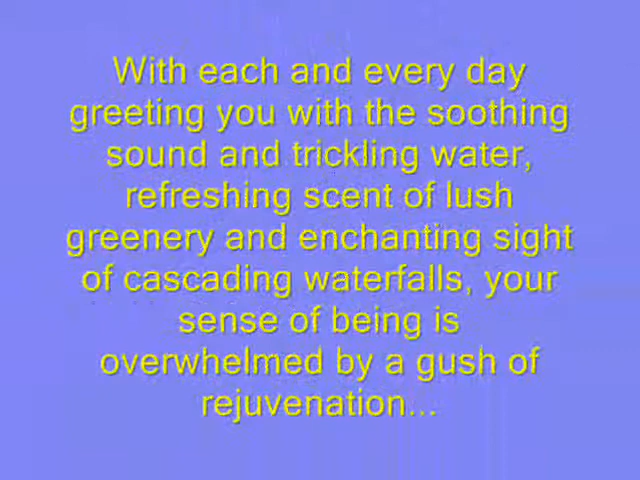 With each and every day
greeting you with the soothing
sound and trickling water,
refreshing scent of lush
greenery and enchanting sight
of cascading waterfalls, your
sense of being is
overwhelmed by a gush of
rejuvenation...